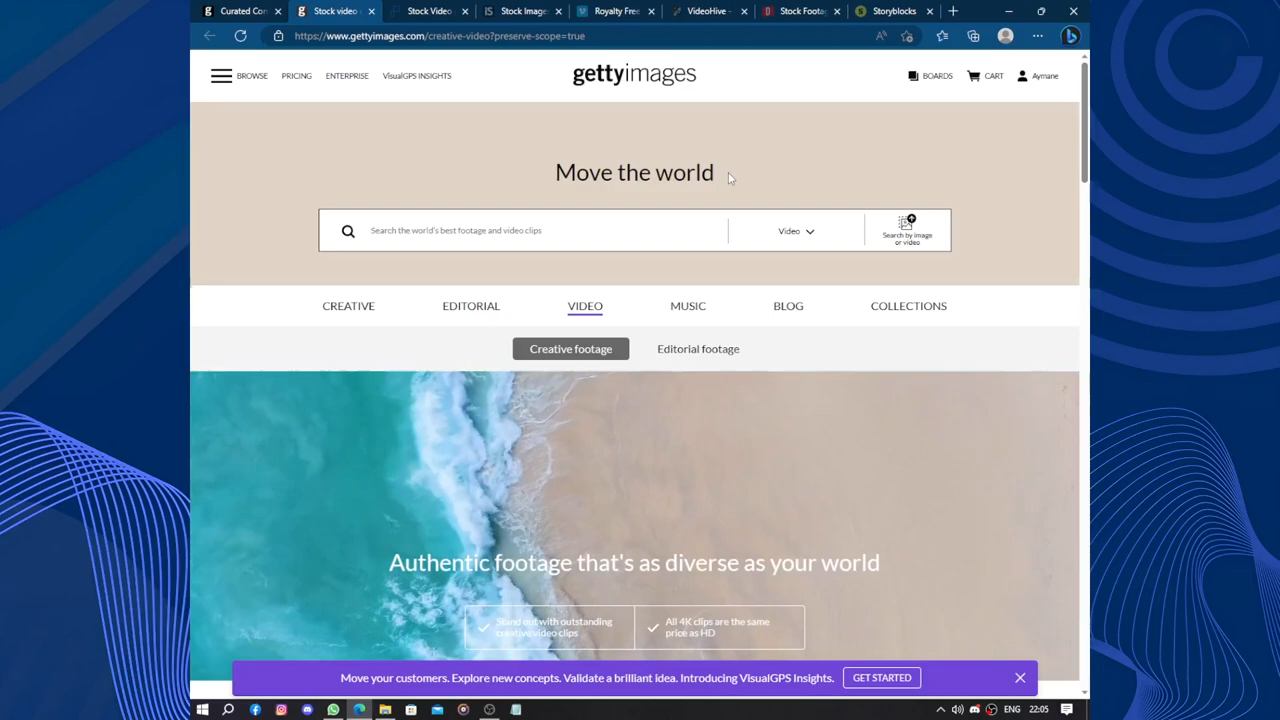 Curated Con
Stock video
Stock Video
Stock Image
Royalty Free
VideoHive -
Stock Foota
Storyblocks
https://www.gettyimages.com/creative-video?preserve-scope=true
BROWSE
PRICING
ENTERPRISE
VisualGPS INSIGHTS
gettyimages
BOARDS
CART
Aymane
Move the world
Search the world's best footage and video clips
Video
Search by image
or video
CREATIVE
EDITORIAL
VIDEO
MUSIC
BLOG
COLLECTIONS
Creative footage
Editorial footage
Authentic footage that's as diverse as your world
Stand out with outstanding
creative video clips
All 4K clips are the same
price as HD
Move your customers. Explore new concepts. Validate a brilliant idea. Introducing VisualGPS Insights.
GET STARTED
ENG
22:05